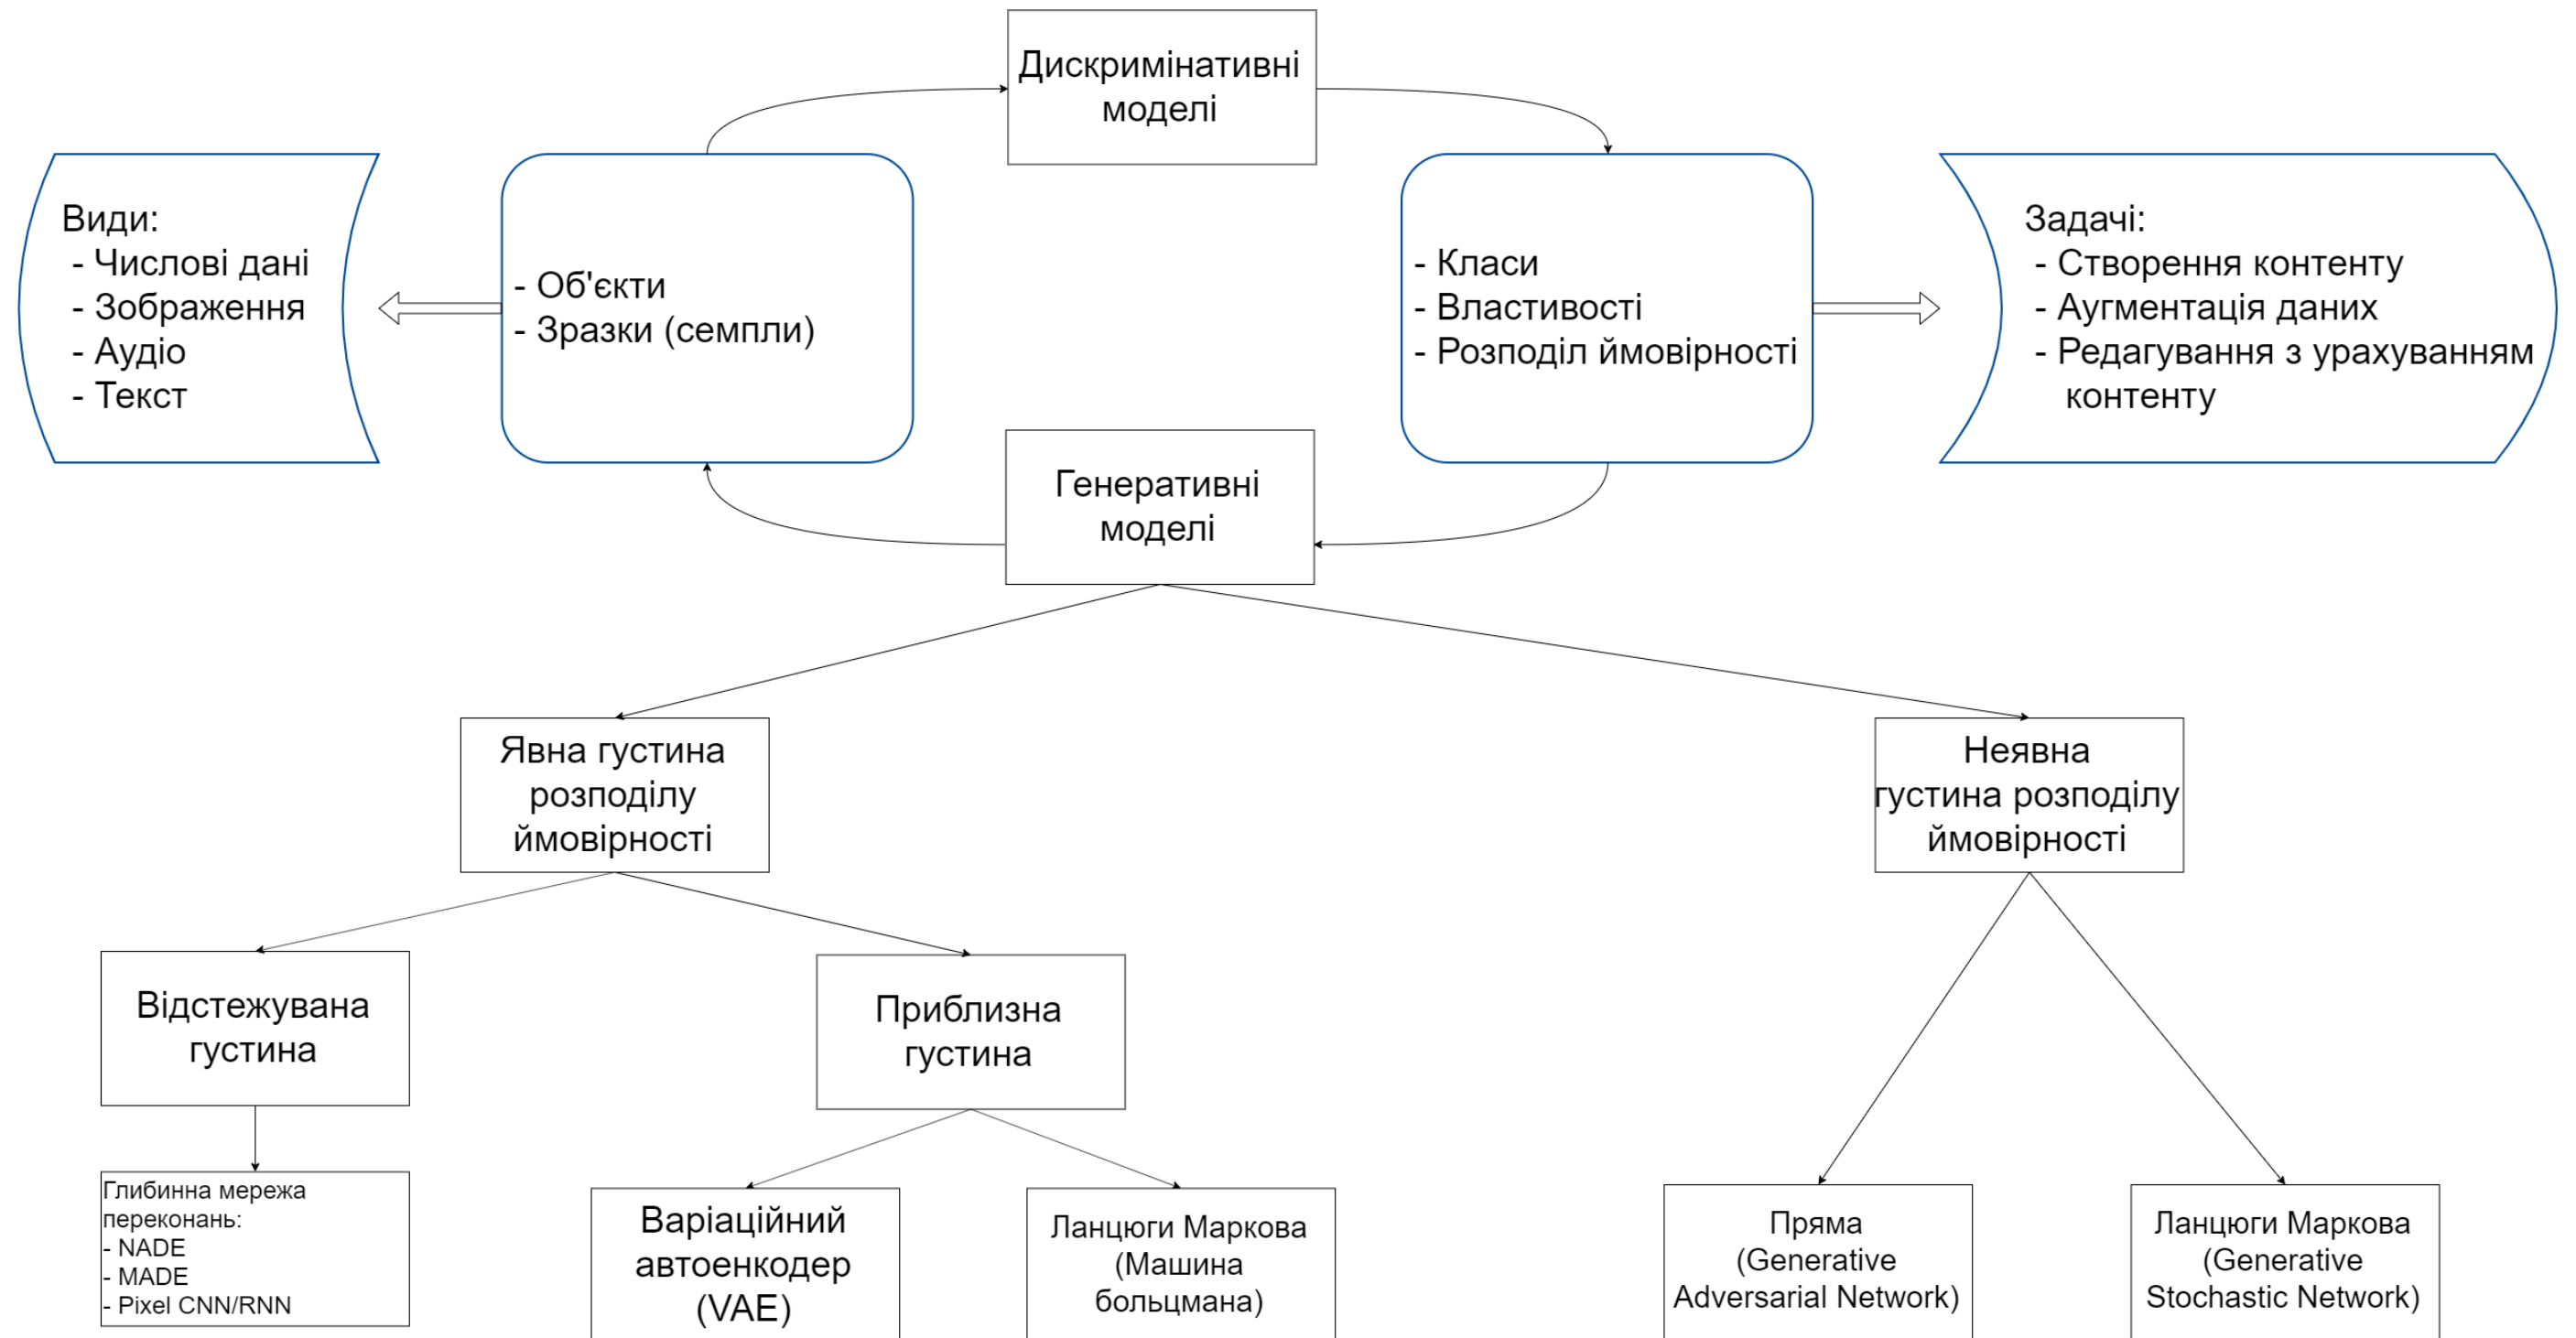 Дискримінативні
моделі
Види:
- Числові дані
- Зображення
- Аудіо
- Текст
- Об'єкти
- Зразки (семпли)
- Класи
- Властивості
- Розподіл ймовірності
Задачі:
- Створення контенту
- Аугментація даних
- Редагування з урахуванням
контенту
Генеративні
моделі
Явна густина
розподілу
ймовірності
Неявна
густина розподілу
ймовірності
Відстежувана
густина
Приблизна
густина
Глибинна мережа
переконань:
- NADE
- MADE
- Pixel CNN/RNN
Варіаційний
автоенкодер
(VAE)
Ланцюги Маркова
(Машина
больцмана)
Пряма
(Generative
Adversarial Network)
Ланцюги Маркова
(Generative
Stochastic Network)